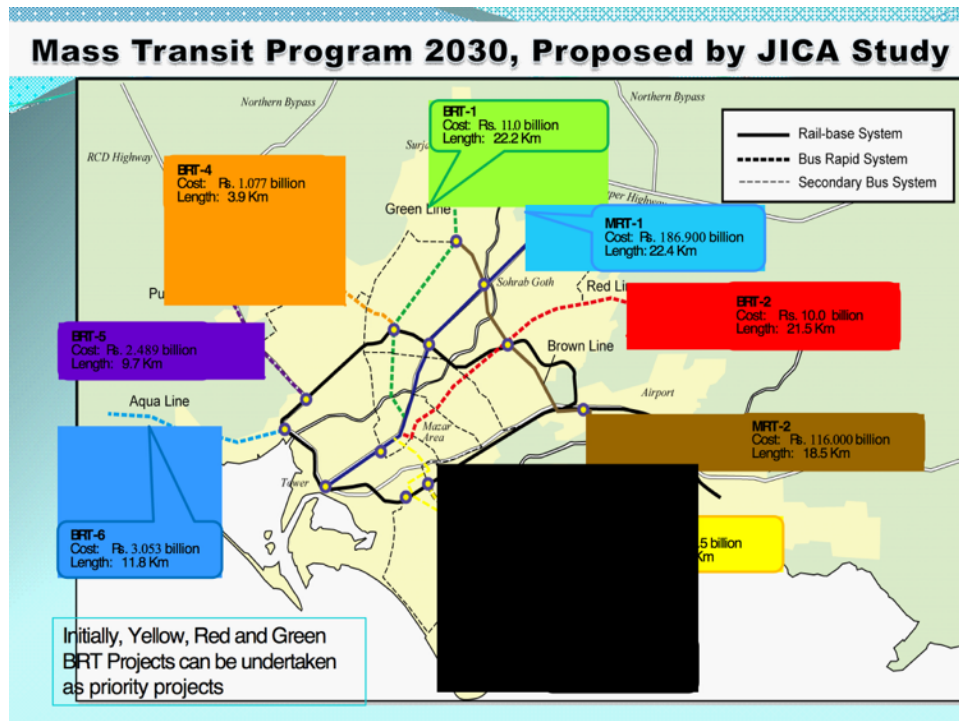 Mass Transit Program 2030, Proposed by JICA Study
Northern Bypass
Northern Bypass
RCD Highway
BRT-1
Cost: Rs. 11.0 billion
Length: 22.2 Km
Rail-base System
Bus Rapid System
Secondary Bus System
BRT-4
Cost: Rs. 1.077 billion
Length: 3.9 Km
Green Line
Highway
MRT-1
Cost: Rs. 186.900 billion
Length: 22.4 Km
Sohrab Goth
Red
BRT-2
Cost: Rs. 10.0 billion
Length: 21.5 Km
BRT-5
Cost: Rs. 2.489 billion
Length: 9.7 Km
Brown Line
Aqua Line
Airport
Mazar
Area
MRT-2
Cost: Rs. 116.000 billion
Length: 18.5 Km
Tower
BRT-6
Cost: Rs. 3.053 billion
Length: 11.8 Km
.5 billion
Km
Initially, Yellow, Red and Green
BRT Projects can be undertaken
as priority projects